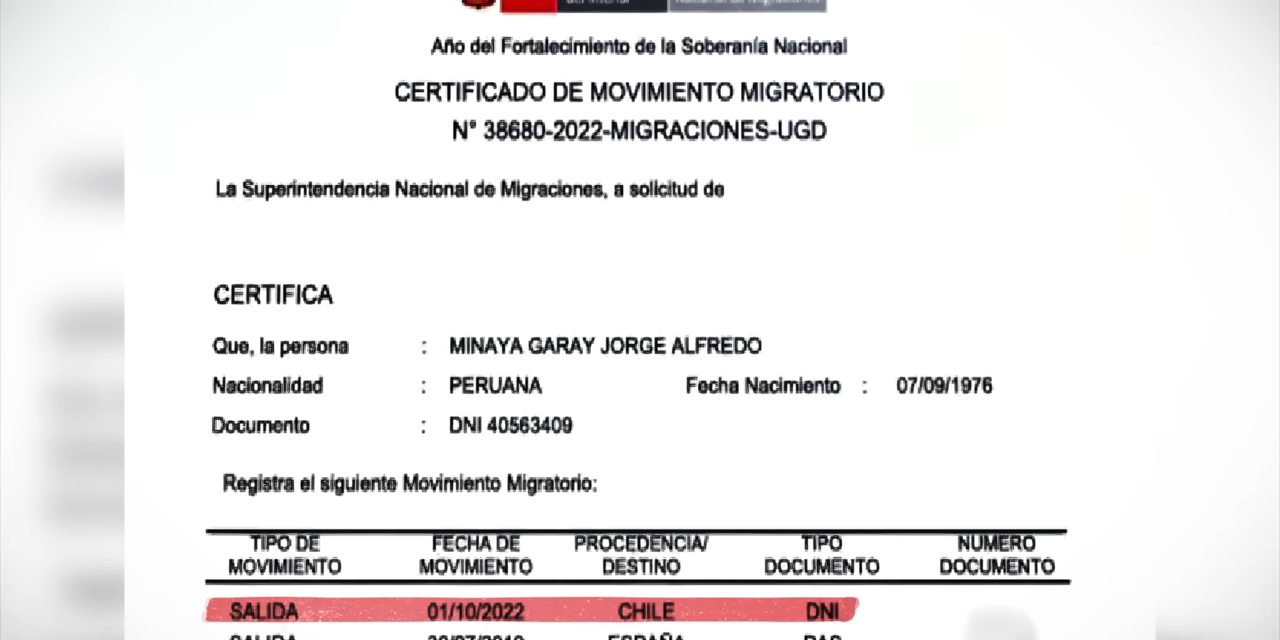 Año del Fortalecimiento de la Soberanía Nacional
CERTIFICADO DE MOVIMIENTO MIGRATORIO
N° 38680-2022-MIGRACIONES-UGD
La Superintendencia Nacional de Migraciones, a solicitud de
CERTIFICA
Que, la persona : MINAYA GARAY JORGE ALFREDO
Nacionalidad : PERUANA Fecha Nacimiento : 07/09/1976
Documento : DNI 40563409
Registra el siguiente Movimiento Migratorio:
TIPO DE FECHA DE PROCEDENCIA/ TIPO NUMERO
MOVIMIENTO MOVIMIENTO DESTINO DOCUMENTO DOCUMENTO
SALIDA 01/10/2022 CHILE DNI
SALIDA ESPAÑA PAS